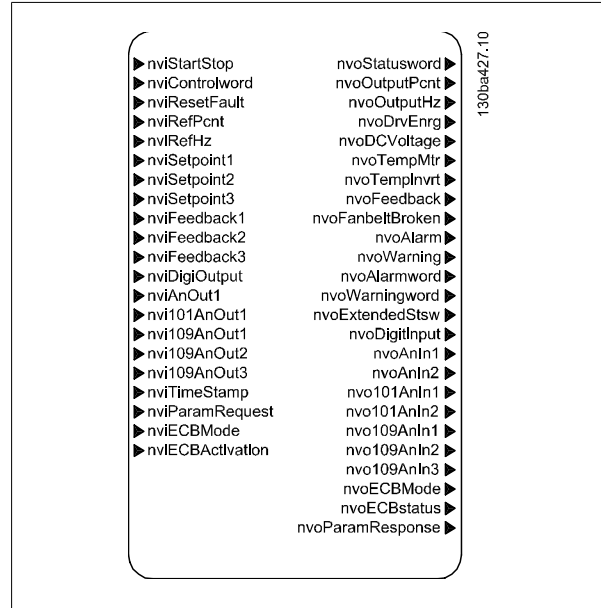 nviStartStop
nviControlword
nviResetFault
nviRefPcnt
nvIRefHz
nviSetpoint1
nviSetpoint2
nviSetpoint3
nviFeedback1
nviFeedback2
nviFeedback3
nviDigiOutput
nviAnOut1
nvi101AnOut1
nvi109AnOut1
nvi109AnOut2
nvi109AnOut3
nviTimeStamp
nviParamRequest
nviECBMode
nvIECBActIvatIon
nvoStatusword
nvoOutputPcnt
nvoOutputHz
nvoDrvEnrg
nvoDCVoltage
nvoTempMtr
nvoTempInvrt
nvoFeedback
nvoFanbeltBroken
nvoAlarm
nvoWarning
nvoAlarmword
nvoWarningword
nvoExtendedStsw
nvoDigitInput
nvoAnIn1
nvoAnIn2
nvo101AnIn1
nvo101AnIn2
nvo109AnIn1
nvo109AnIn2
nvo109AnIn3
nvoECBMode
nvoECBstatus
nvoParamResponse
130ba427.10